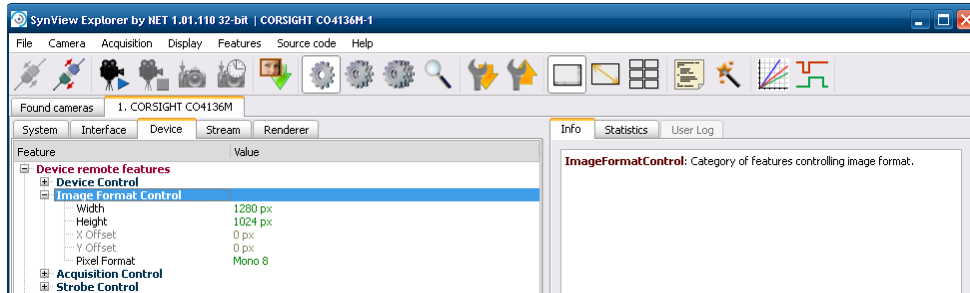 SynView Explorer by NET 1.01.110 32-bit | CORSIGHT CO4136M-1
File Camera Acquisition Display Features Source code Help
Found cameras 1. CORSIGHT CO4136M
System Interface Device Stream Renderer
Info Statistics User Log
Feature Value
Device remote features
Device Control
Image Format Control
Width 1280 px
Height 1024 px
X Offset 0 px
Y Offset 0 px
Pixel Format Mono 8
Acquisition Control
Strobe Control
ImageFormatControl: Category of features controlling image format.